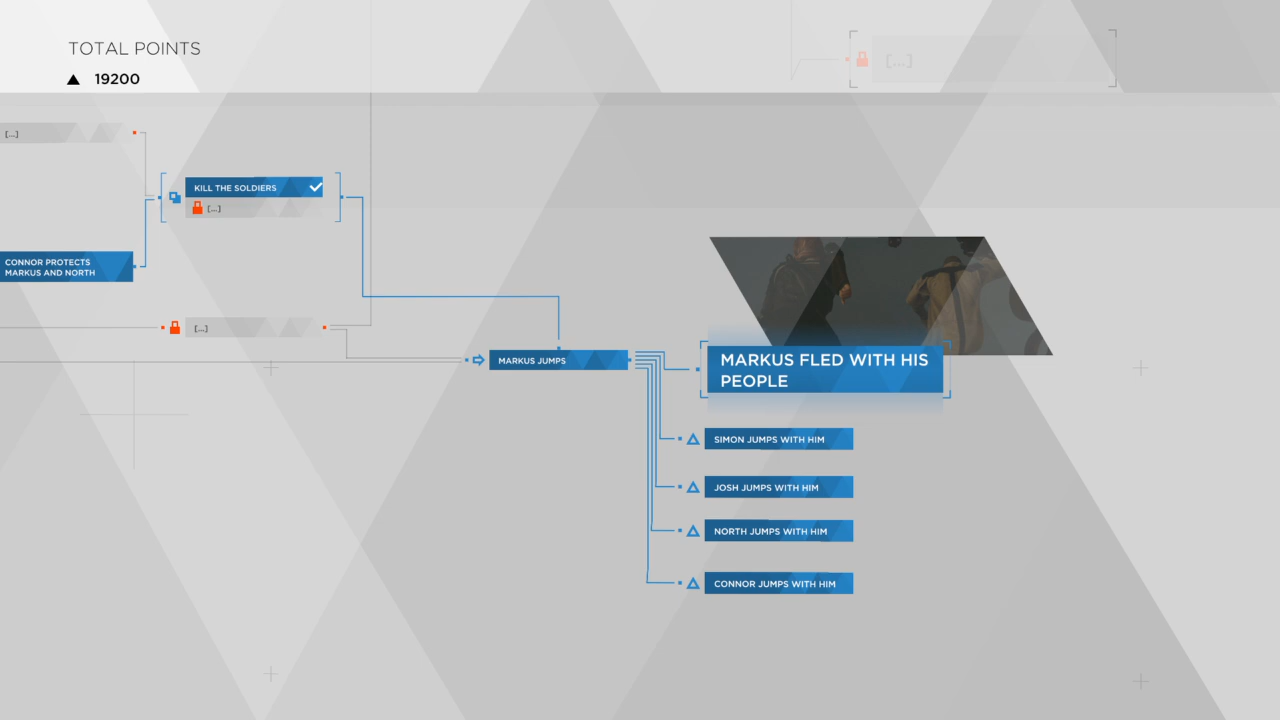 TOTAL POINTS
19200
[...]
[...]
KILL THE SOLDIERS
[...]
CONNOR PROTECTS
MARKUS AND NORTH
[...]
MARKUS JUMPS
MARKUS FLED WITH HIS
PEOPLE
SIMON JUMPS WITH HIM
JOSH JUMPS WITH HIM
NORTH JUMPS WITH HIM
CONNOR JUMPS WITH HIM